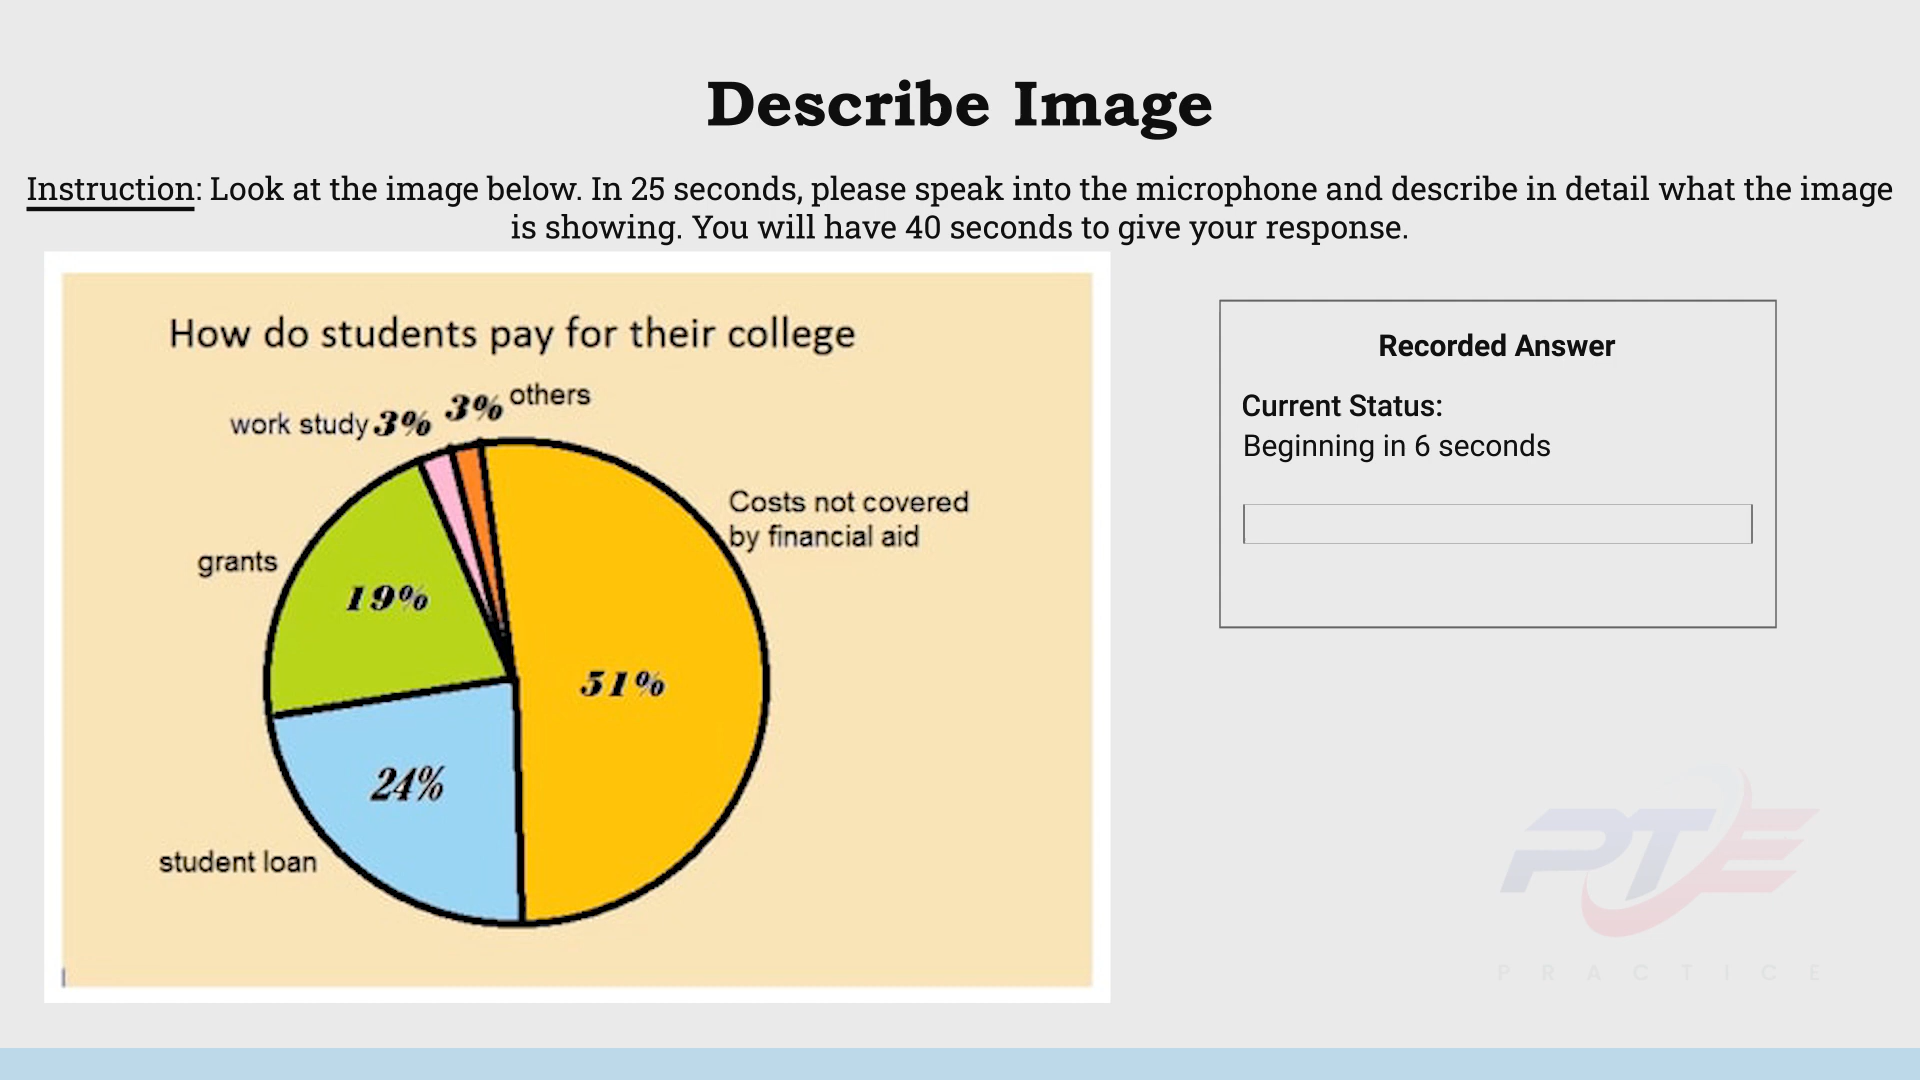 Describe Image
Instruction: Look at the image below. In 25 seconds, please speak into the microphone and describe in detail what the image
is showing. You will have 40 seconds to give your response.
How do students pay for their college
work study 3% 3% others
Costs not covered
by financial aid
grants
19%
51%
24%
student loan
Recorded Answer
Current Status:
Beginning in 6 seconds
PTE
PRACTICE